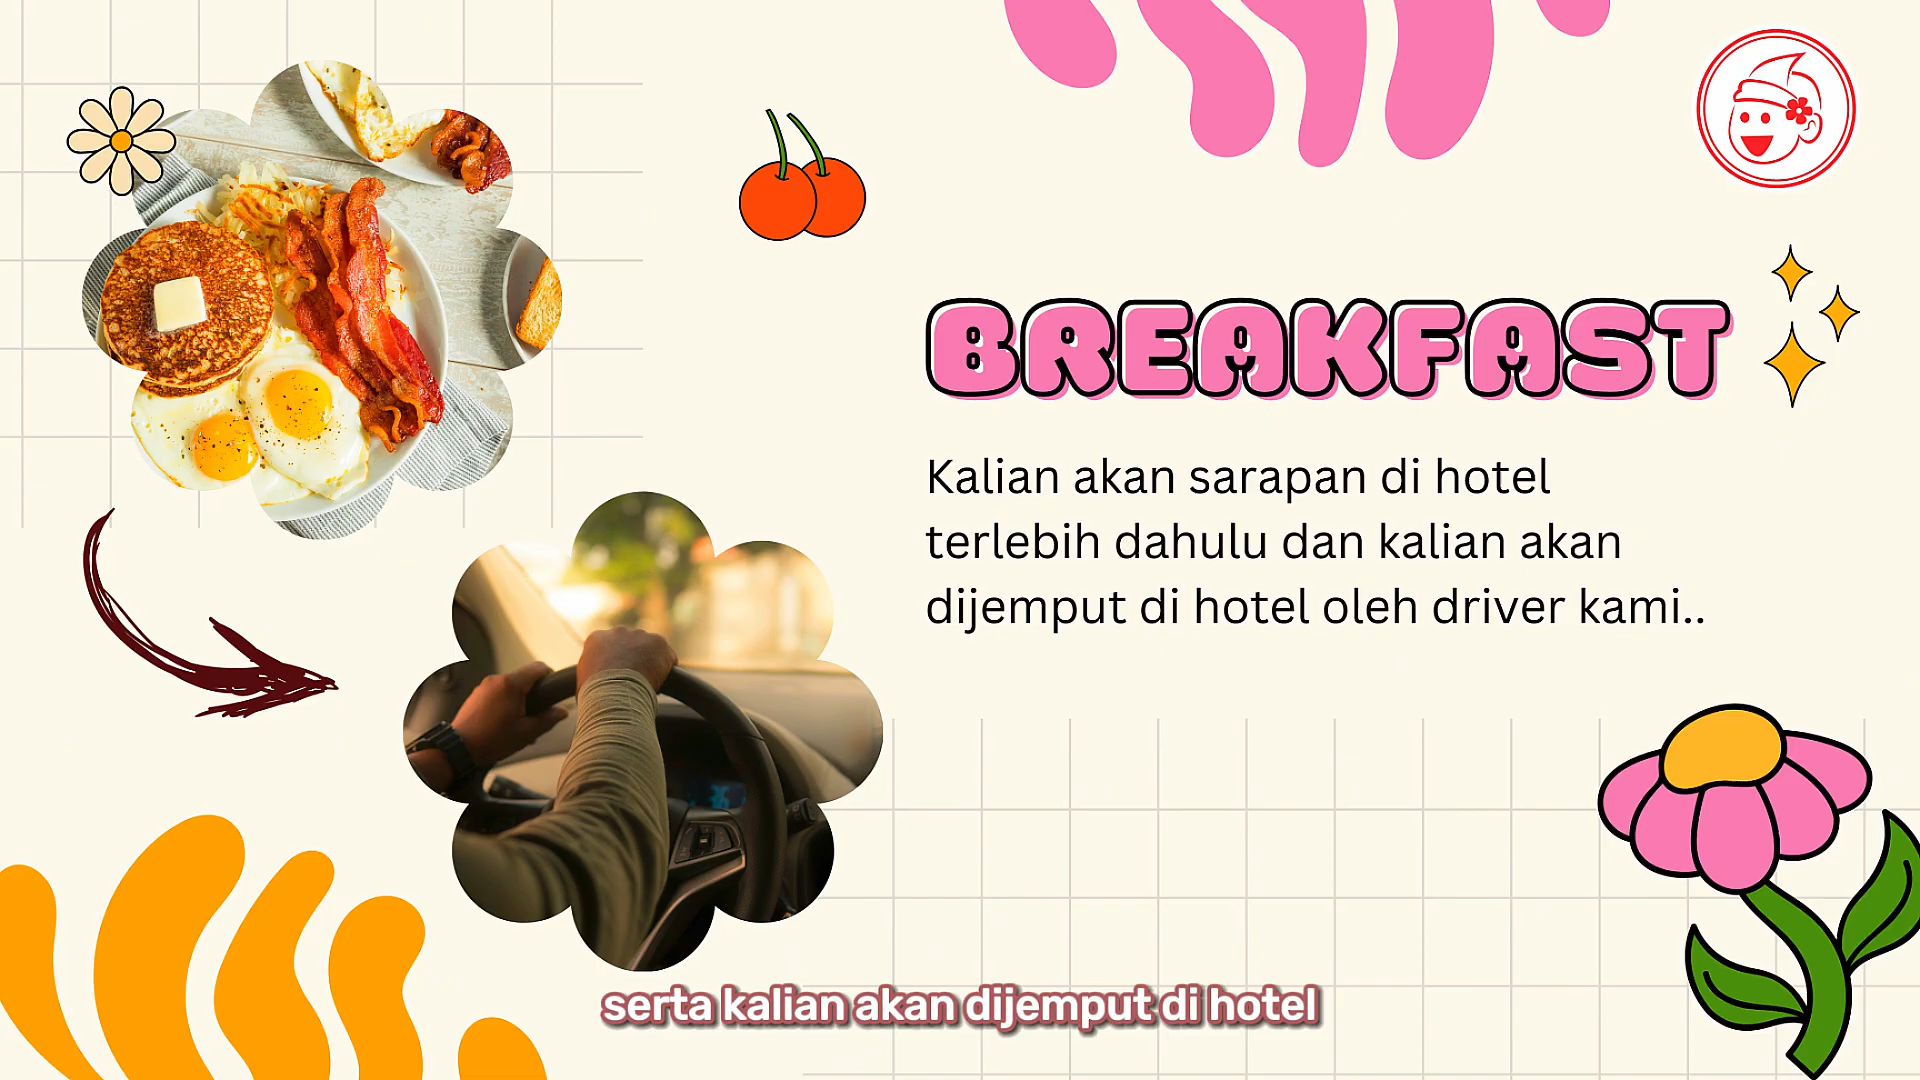 BREAKFAST
Kalian akan sarapan di hotel
terlebih dahulu dan kalian akan
dijemput di hotel oleh driver kami..
serta kalian akan dijemput di hotel